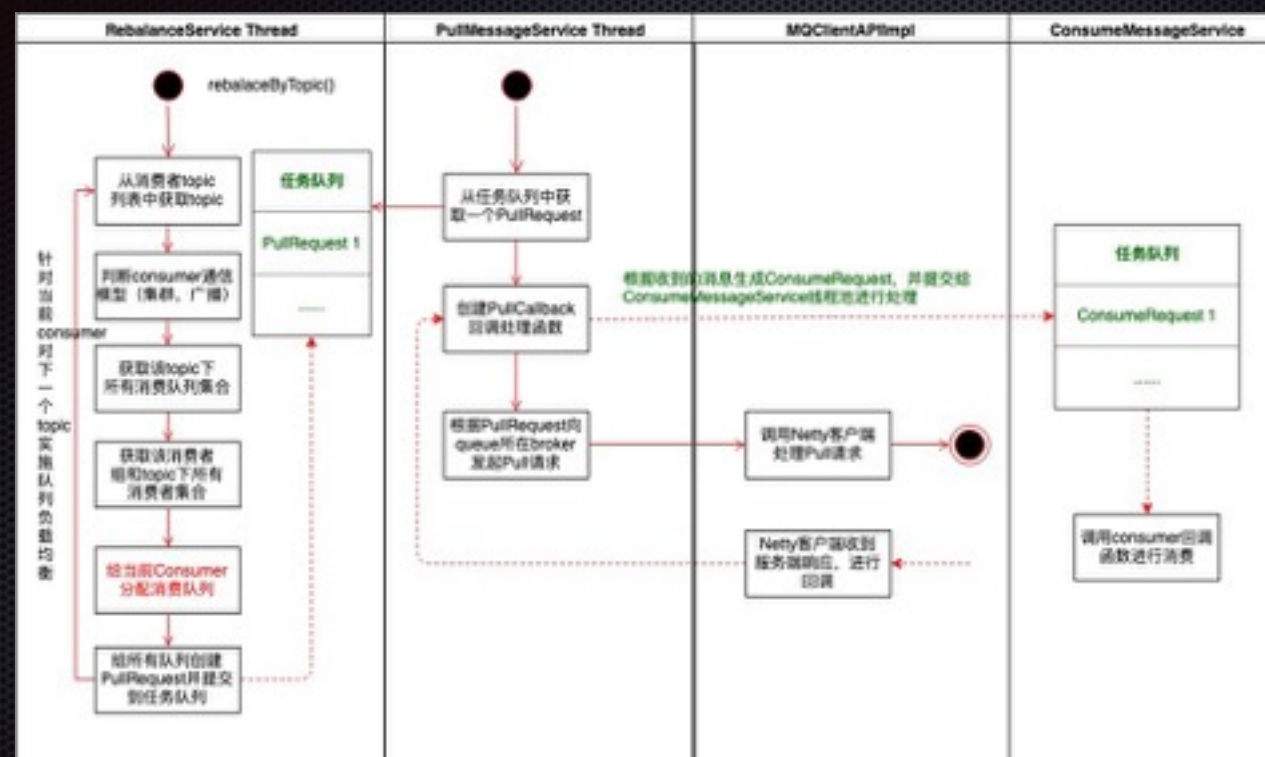 RebalanceService Thread
PullMessageService Thread
MQClientAPIImpl
ConsumeMessageService
rebalaceByTopic()
从消费者topic
列表中获取topic
判断consumer通信
模型（集群、广播）
获取该topic下
所有消费队列集合
获取该消费者
组和topic下所有
消费者集合
给当前Consumer
分配消费队列
给所有队列创建
PullRequest并提交
到任务队列
针
对
当
前
consumer
对
下
一
个
topic
实
施
队
列
负
载
均
衡
任务队列
PullRequest 1
......
从任务队列中获
取一个PullRequest
创建PullCallback
回调处理函数
根据PullRequest向
queue所在broker
发起Pull请求
根据收到的消息生成ConsumeRequest，并提交给
ConsumeMessageService线程池进行处理
调用Netty客户端
处理Pull请求
Netty客户端收到
服务端响应，进行
回调
任务队列
ConsumeRequest 1
......
调用consumer回调
函数进行消费